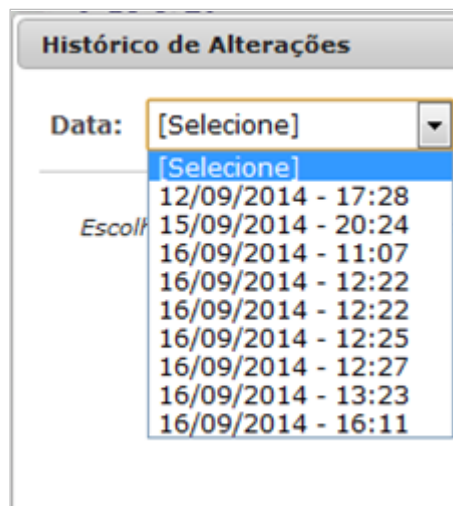 Histórico de Alterações
Data: [Selecione]
[Selecione]
12/09/2014 - 17:28
15/09/2014 - 20:24
16/09/2014 - 11:07
16/09/2014 - 12:22
16/09/2014 - 12:22
16/09/2014 - 12:25
16/09/2014 - 12:27
16/09/2014 - 13:23
16/09/2014 - 16:11